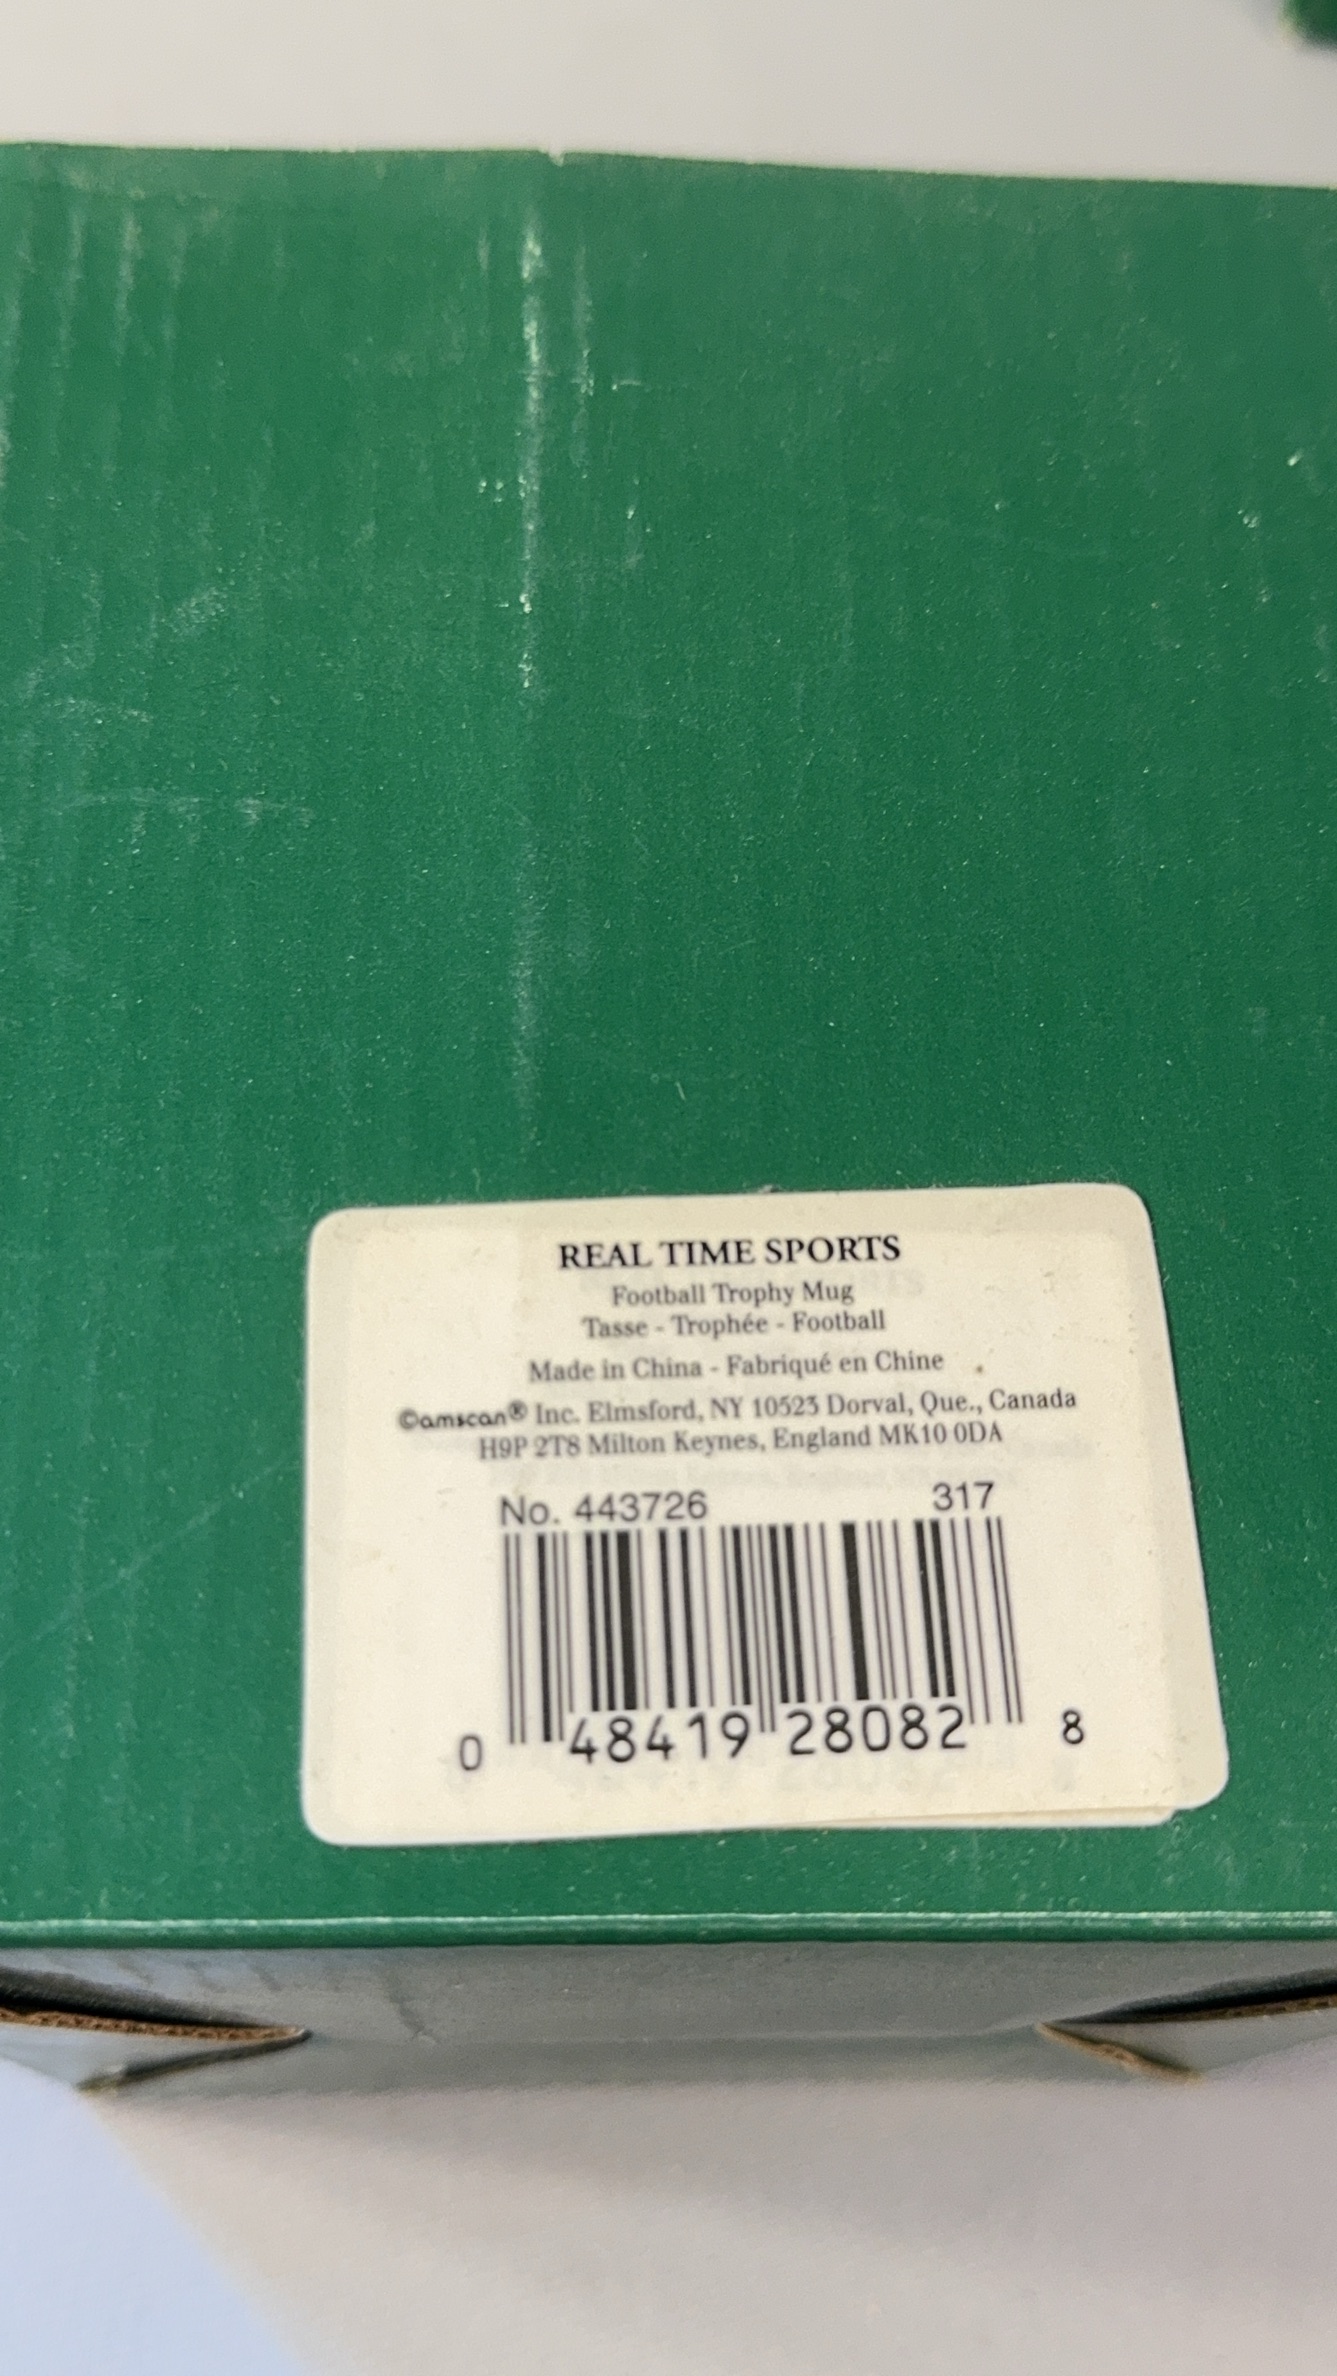 REAL TIME SPORTS
Football Trophy Mug
Tasse - Trophée - Football
Made in China - Fabriqué en Chine
©amscan® Inc. Elmsford, NY 10523 Dorval, Que., Canada
H9P 2T8 Milton Keynes, England MK10 0DA
No. 443726 317
0 48419 28082 8